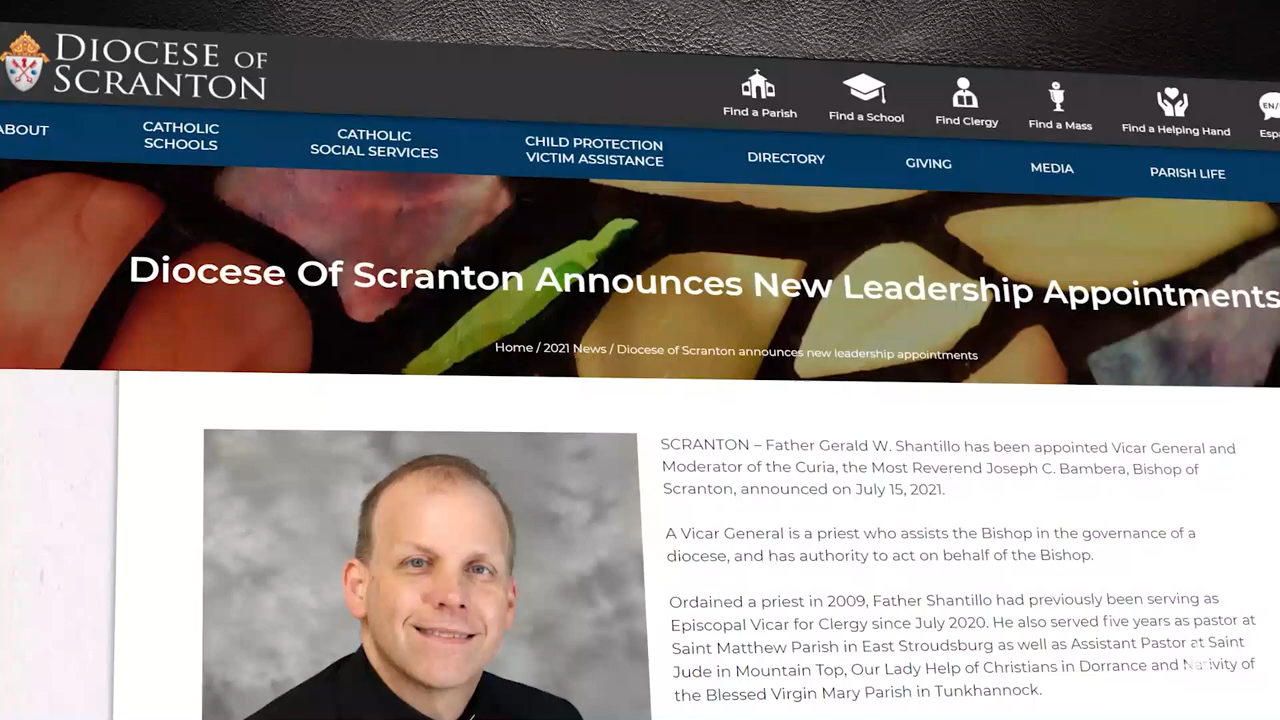 DIOCESE OF
SCRANTON
Find a Parish
Find a School
Find Clergy
Find a Mass
Find a Helping Hand
EN/
ABOUT
CATHOLIC
SCHOOLS
CATHOLIC
SOCIAL SERVICES
CHILD PROTECTION
VICTIM ASSISTANCE
DIRECTORY
GIVING
MEDIA
PARISH LIFE
Diocese Of Scranton Announces New Leadership Appointments
Home / 2021 News / Diocese of Scranton announces new leadership appointments
SCRANTON – Father Gerald W. Shantillo has been appointed Vicar General and
Moderator of the Curia, the Most Reverend Joseph C. Bambera, Bishop of
Scranton, announced on July 15, 2021.
A Vicar General is a priest who assists the Bishop in the governance of a
diocese, and has authority to act on behalf of the Bishop.
Ordained a priest in 2009, Father Shantillo had previously been serving as
Episcopal Vicar for Clergy since July 2020. He also served five years as pastor at
Saint Matthew Parish in East Stroudsburg as well as Assistant Pastor at Saint
Jude in Mountain Top, Our Lady Help of Christians in Dorrance and Nativity of
the Blessed Virgin Mary Parish in Tunkhannock.